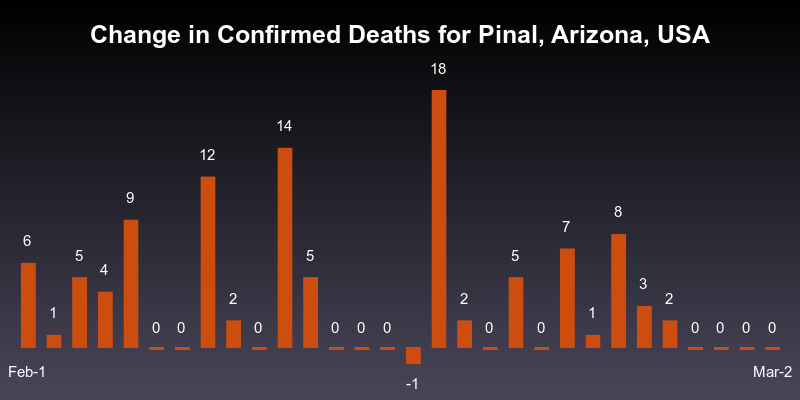 Change in Confirmed Deaths for Pinal, Arizona, USA
6 1 5 4 9 0 0 12 2 0 14 5 0 0 0 -1 18 2 0 5 0 7 1 8 3 2 0 0 0 0
Feb-1 Mar-2